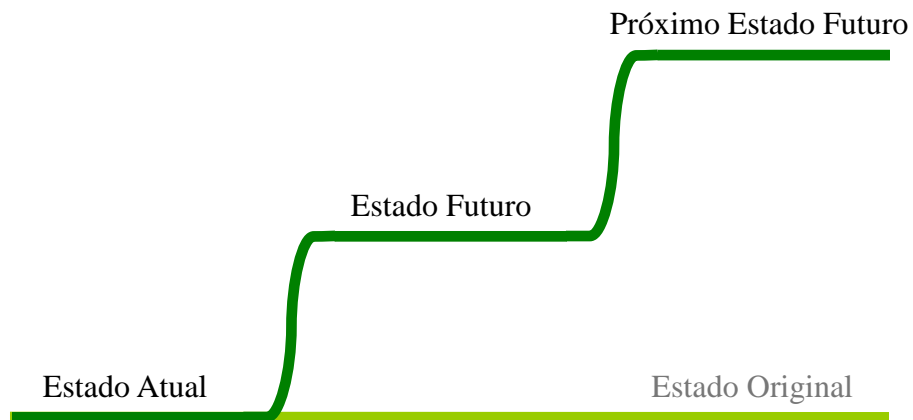 Próximo Estado Futuro
Estado Futuro
Estado Atual
Estado Original